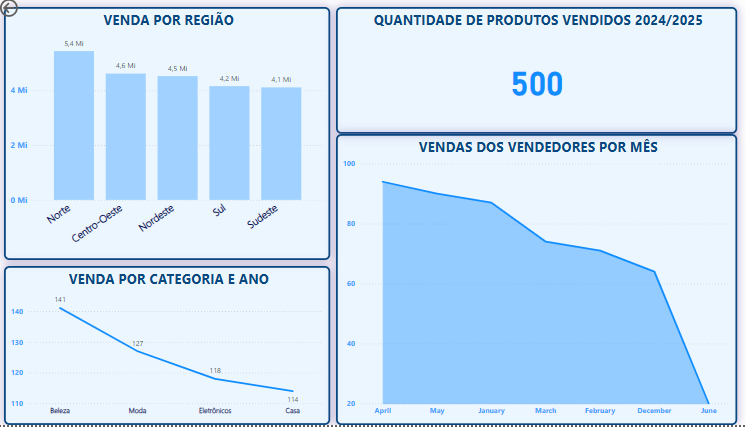 VENDA POR REGIÃO
5,4 Mi
4,6 Mi
4,5 Mi
4,2 Mi
4,1 Mi
4 Mi
2 Mi
0 Mi
Norte
Centro-Oeste
Nordeste
Sul
Sudeste
QUANTIDADE DE PRODUTOS VENDIDOS 2024/2025
500
VENDA POR CATEGORIA E ANO
141
127
118
114
140
130
120
110
Beleza Moda Eletrônicos Casa
VENDAS DOS VENDEDORES POR MÊS
100
80
60
40
20
April May January March February December June